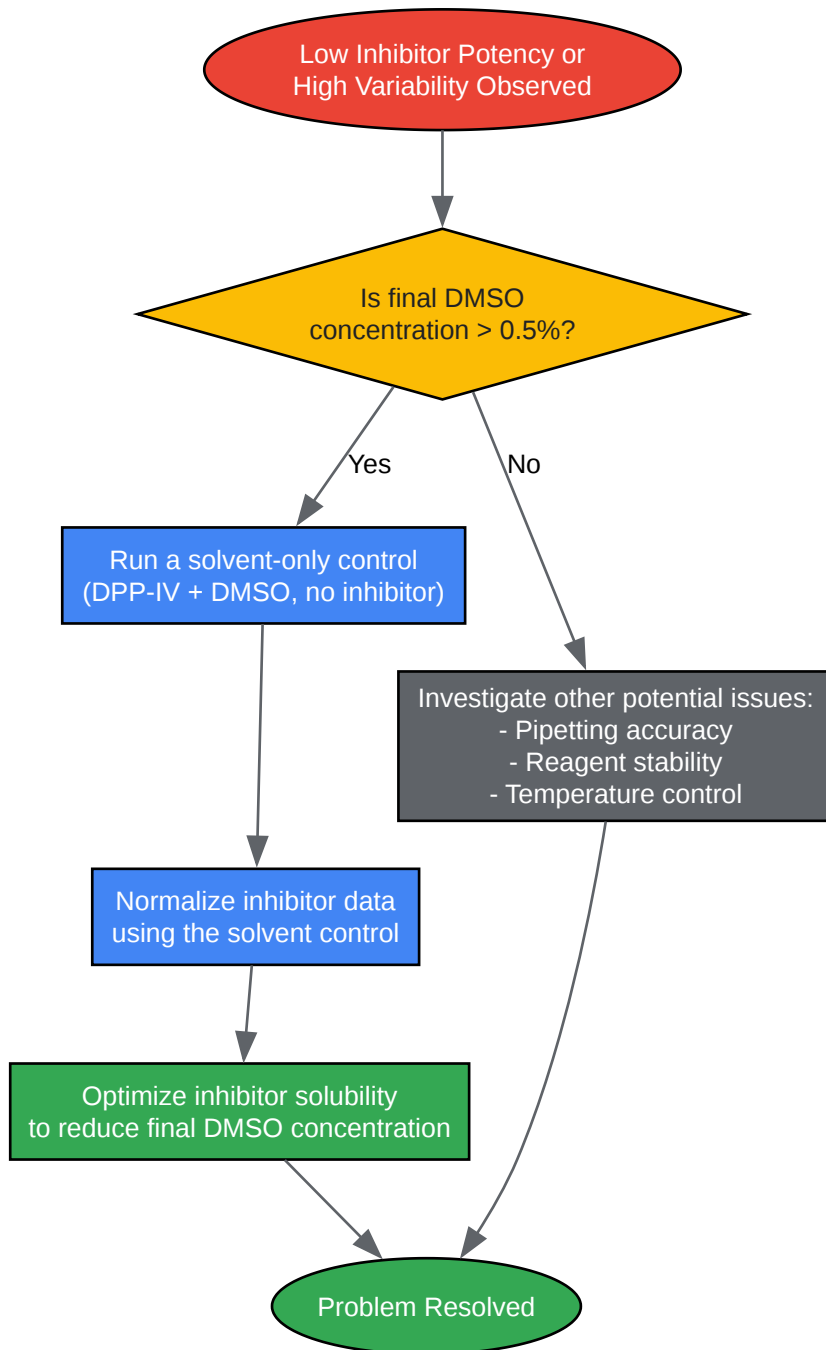 Low Inhibitor Potency or
High Variability Observed
Is final DMSO
concentration > 0.5%?
Yes
No
Run a solvent-only control
(DPP-IV + DMSO, no inhibitor)
Investigate other potential issues:
- Pipetting accuracy
- Reagent stability
- Temperature control
Normalize inhibitor data
using the solvent control
Optimize inhibitor solubility
to reduce final DMSO concentration
Problem Resolved